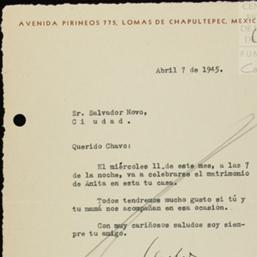 AVENIDA PIRINEOS 775, LOMAS DE CHAPULTEPEC, MEXIC
Abril 7 de 1945.
Sr. Salvador Novo,
C i u d a d .
Querido Chavo:
El miércoles 11 de este mes, a las 7
de la noche, va a celebrarse el matrimonio
de Anita en esta tu casa.
Todos tendremos mucho gusto si tú y
tu mamá nos acompañan en esa ocasión.
Con muy cariñosos saludos soy siem-
pre tu amigo.